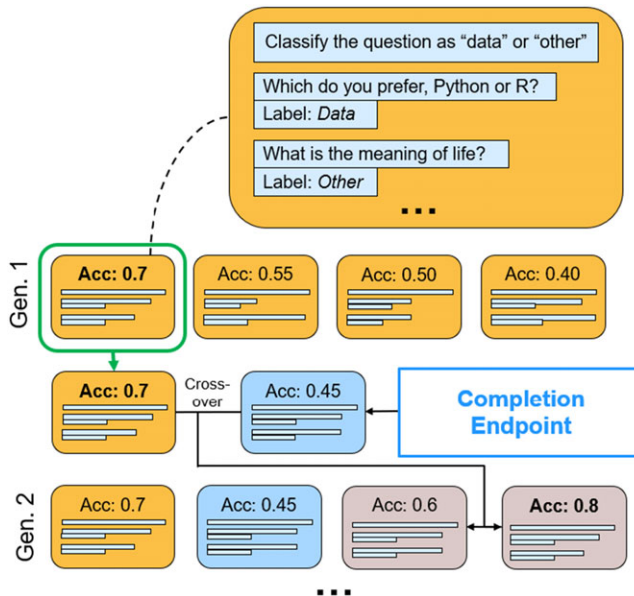 Classify the question as “data” or “other”
Which do you prefer, Python or R?
Label: Data
What is the meaning of life?
Label: Other
...
Gen. 1
Acc: 0.7
Acc: 0.55
Acc: 0.50
Acc: 0.40
Acc: 0.7
Cross-
over
Acc: 0.45
Completion
Endpoint
Gen. 2
Acc: 0.7
Acc: 0.45
Acc: 0.6
Acc: 0.8
...